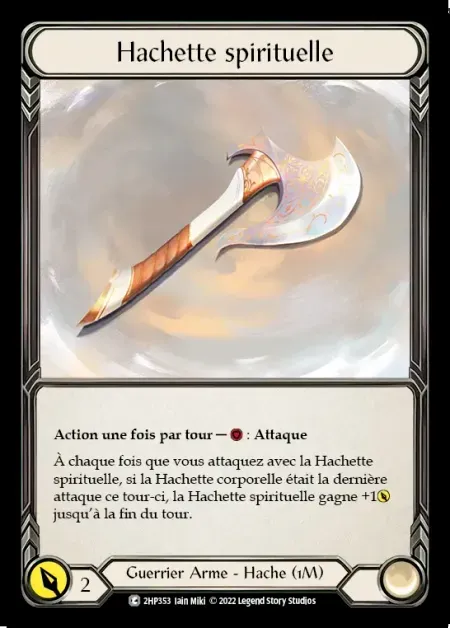 Hachette spirituelle
Action une fois par tour — : Attaque
À chaque fois que vous attaquez avec la Hachette
spirituelle, si la Hachette corporelle était la dernière
attaque ce tour-ci, la Hachette spirituelle gagne +1
jusqu'à la fin du tour.
2
Guerrier Arme - Hache (1M)
C 2HP353 Iain Miki © 2022 Legend Story Studios